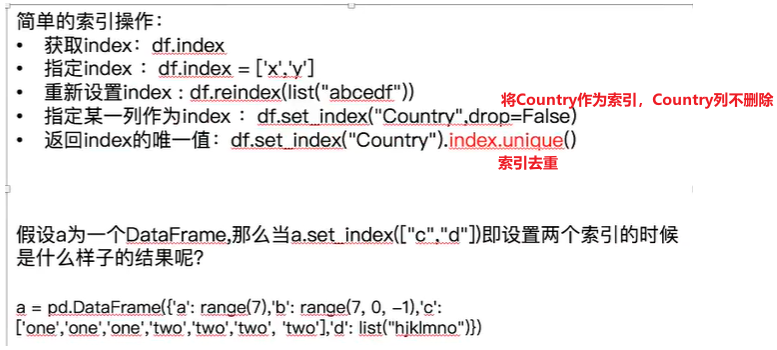 简单的索引操作：
• 获取index：df.index
• 指定index ：df.index = ['x','y']
• 重新设置index : df.reindex(list("abcedf"))
将Country作为索引，Country列不删除
• 指定某一列作为index ：df.set_index("Country",drop=False)
• 返回index的唯一值：df.set_index("Country").index.unique()
索引去重
假设a为一个DataFrame,那么当a.set_index(["c","d"])即设置两个索引的时候
是什么样子的结果呢?
a = pd.DataFrame({'a': range(7),'b': range(7, 0, -1),'c':
['one','one','one','two','two','two', 'two'],'d': list("hjklmno")})